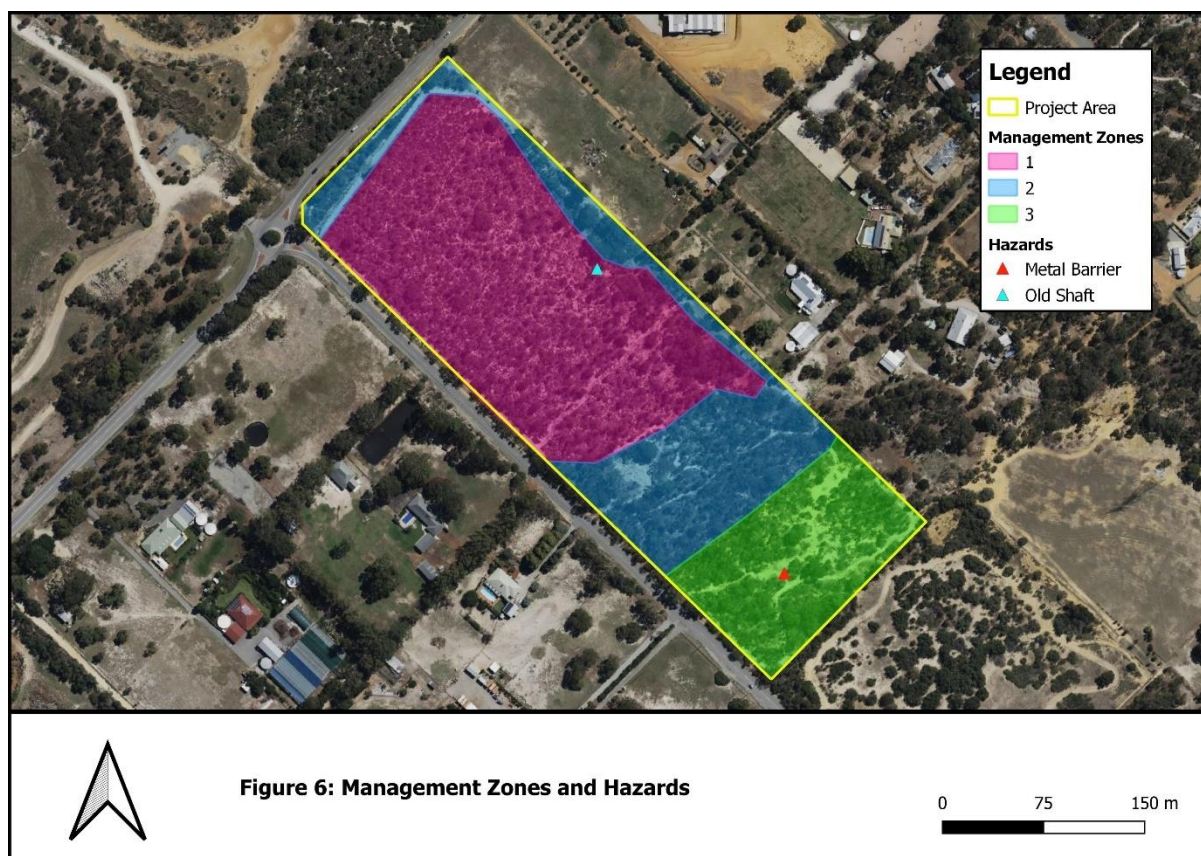 Legend
Project Area
Management Zones
1
2
3
Hazards
Metal Barrier
Old Shaft
Figure 6: Management Zones and Hazards
0 75 150 m